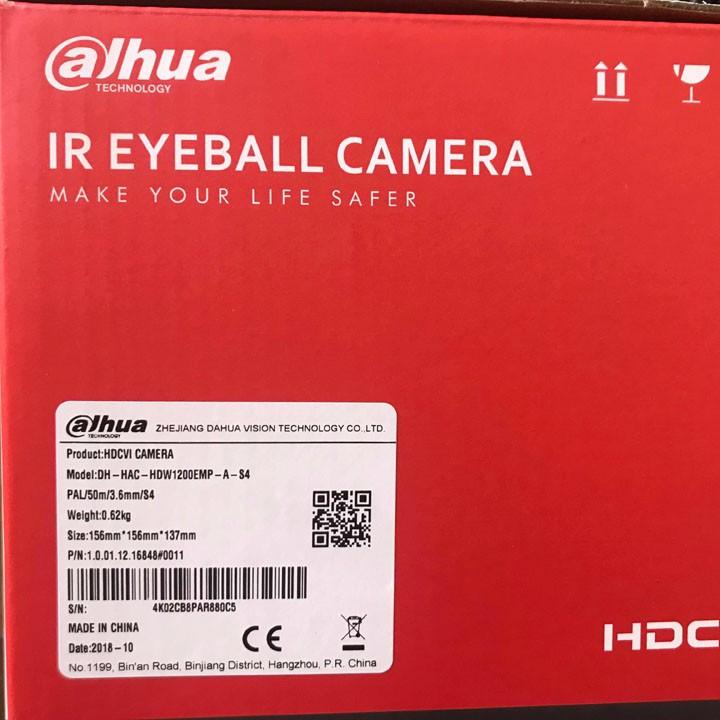 alhua
TECHNOLOGY
IR EYEBALL CAMERA
MAKE YOUR LIFE SAFER
alhua ZHEJIANG DAHUA VISION TECHNOLOGY CO.,LTD.
TECHNOLOGY
Product:HDCVI CAMERA
Model:DH-HAC-HDW1200EMP-A-S4
PAL/50m/3.6mm/S4
Weight:0.62kg
Size:156mm*156mm*137mm
P/N:1.0.01.12.16848#0011
S/N: 4K02CB8PAR880C5
MADE IN CHINA
Date:2018-10
CE
No.1199, Bin'an Road, Binjiang District, Hangzhou, P.R. China
HDC